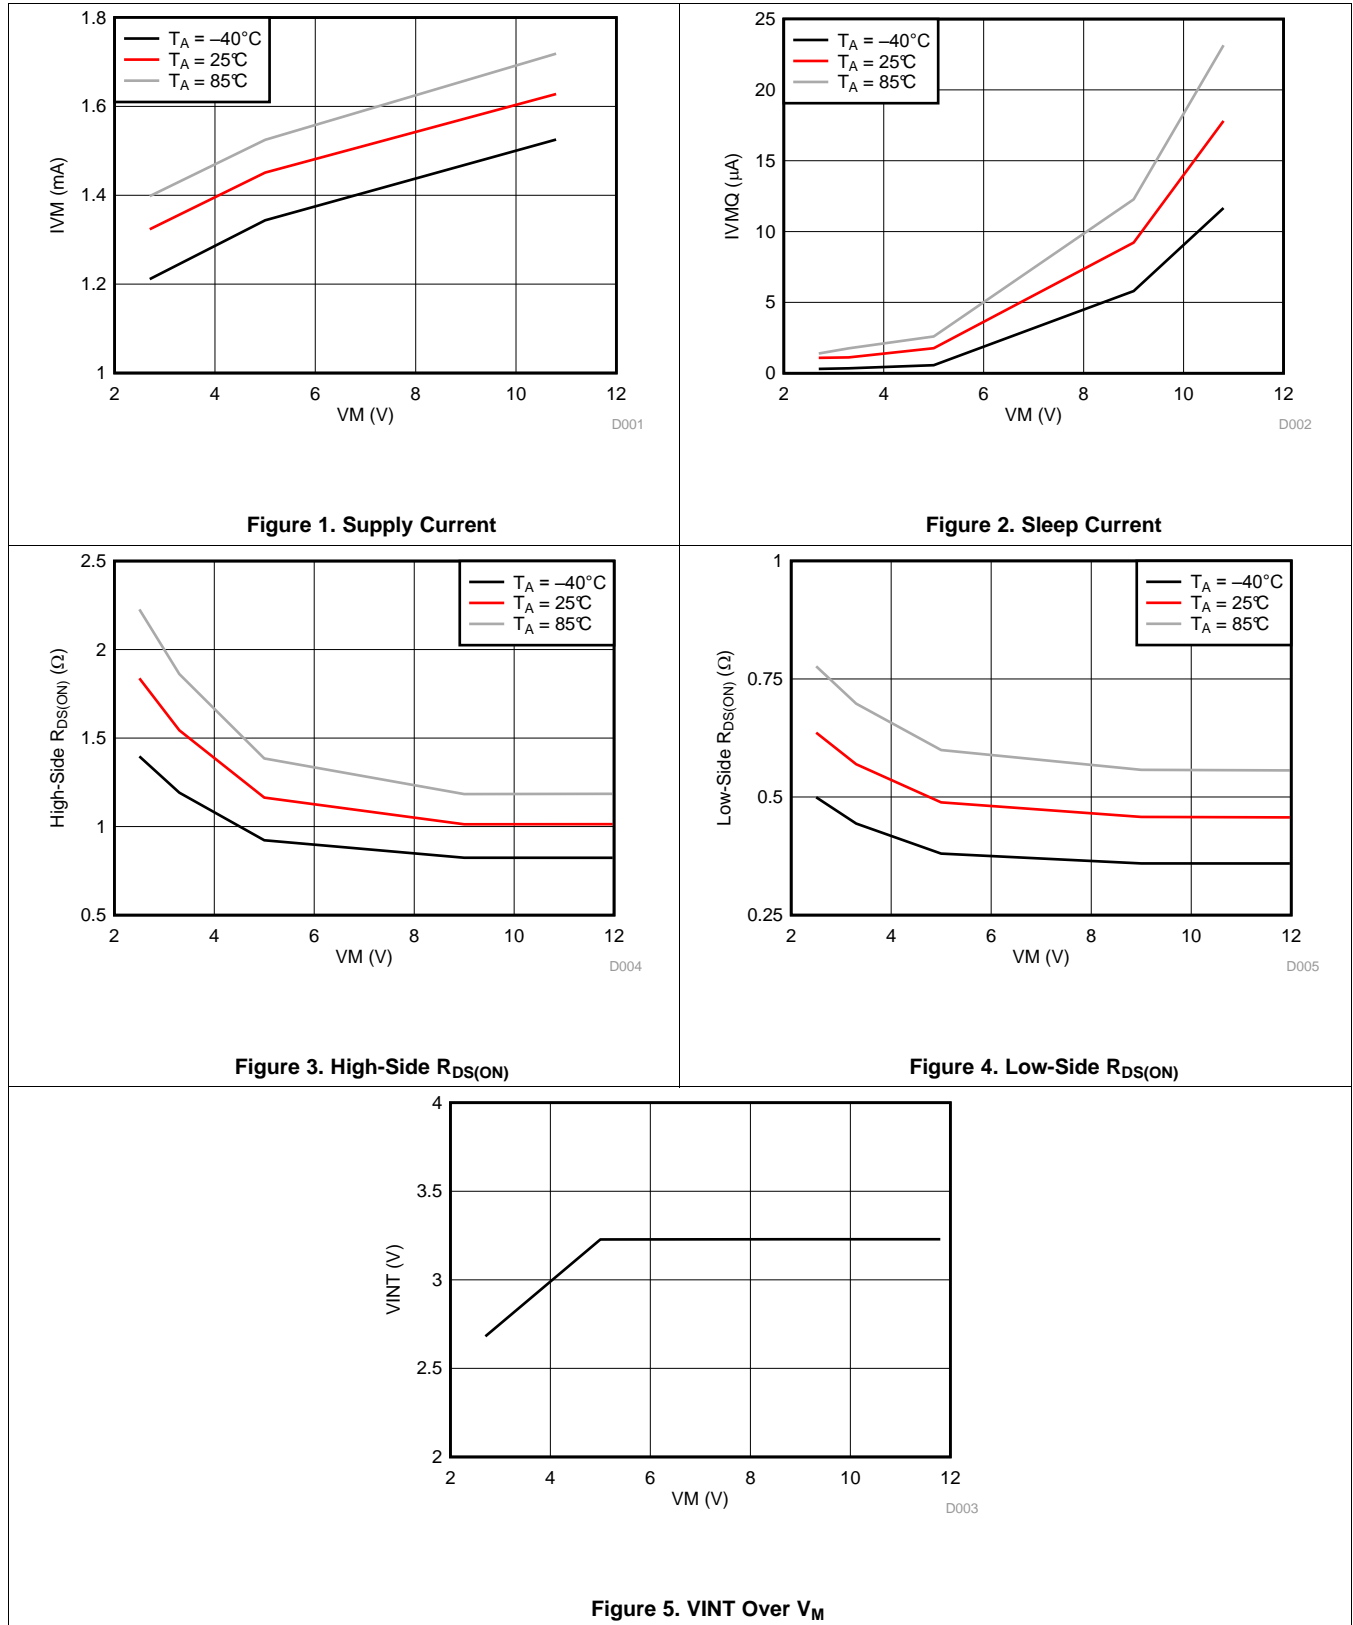 1.8
1.6
1.4
1.2
1
IVM (mA)
T_A = –40°C
T_A = 25°C
T_A = 85°C
2 4 6 8 10 12
VM (V)
D001
Figure 1. Supply Current
25
20
15
10
5
0
IVMQ (μA)
T_A = –40°C
T_A = 25°C
T_A = 85°C
2 4 6 8 10 12
VM (V)
D002
Figure 2. Sleep Current
2.5
2
1.5
1
0.5
High-Side R_DS(ON) (Ω)
T_A = –40°C
T_A = 25°C
T_A = 85°C
2 4 6 8 10 12
VM (V)
D004
Figure 3. High-Side R_DS(ON)
1
0.75
0.5
0.25
Low-Side R_DS(ON) (Ω)
T_A = –40°C
T_A = 25°C
T_A = 85°C
2 4 6 8 10 12
VM (V)
D005
Figure 4. Low-Side R_DS(ON)
4
3.5
3
2.5
2
VINT (V)
2 4 6 8 10 12
VM (V)
D003
Figure 5. VINT Over V_M